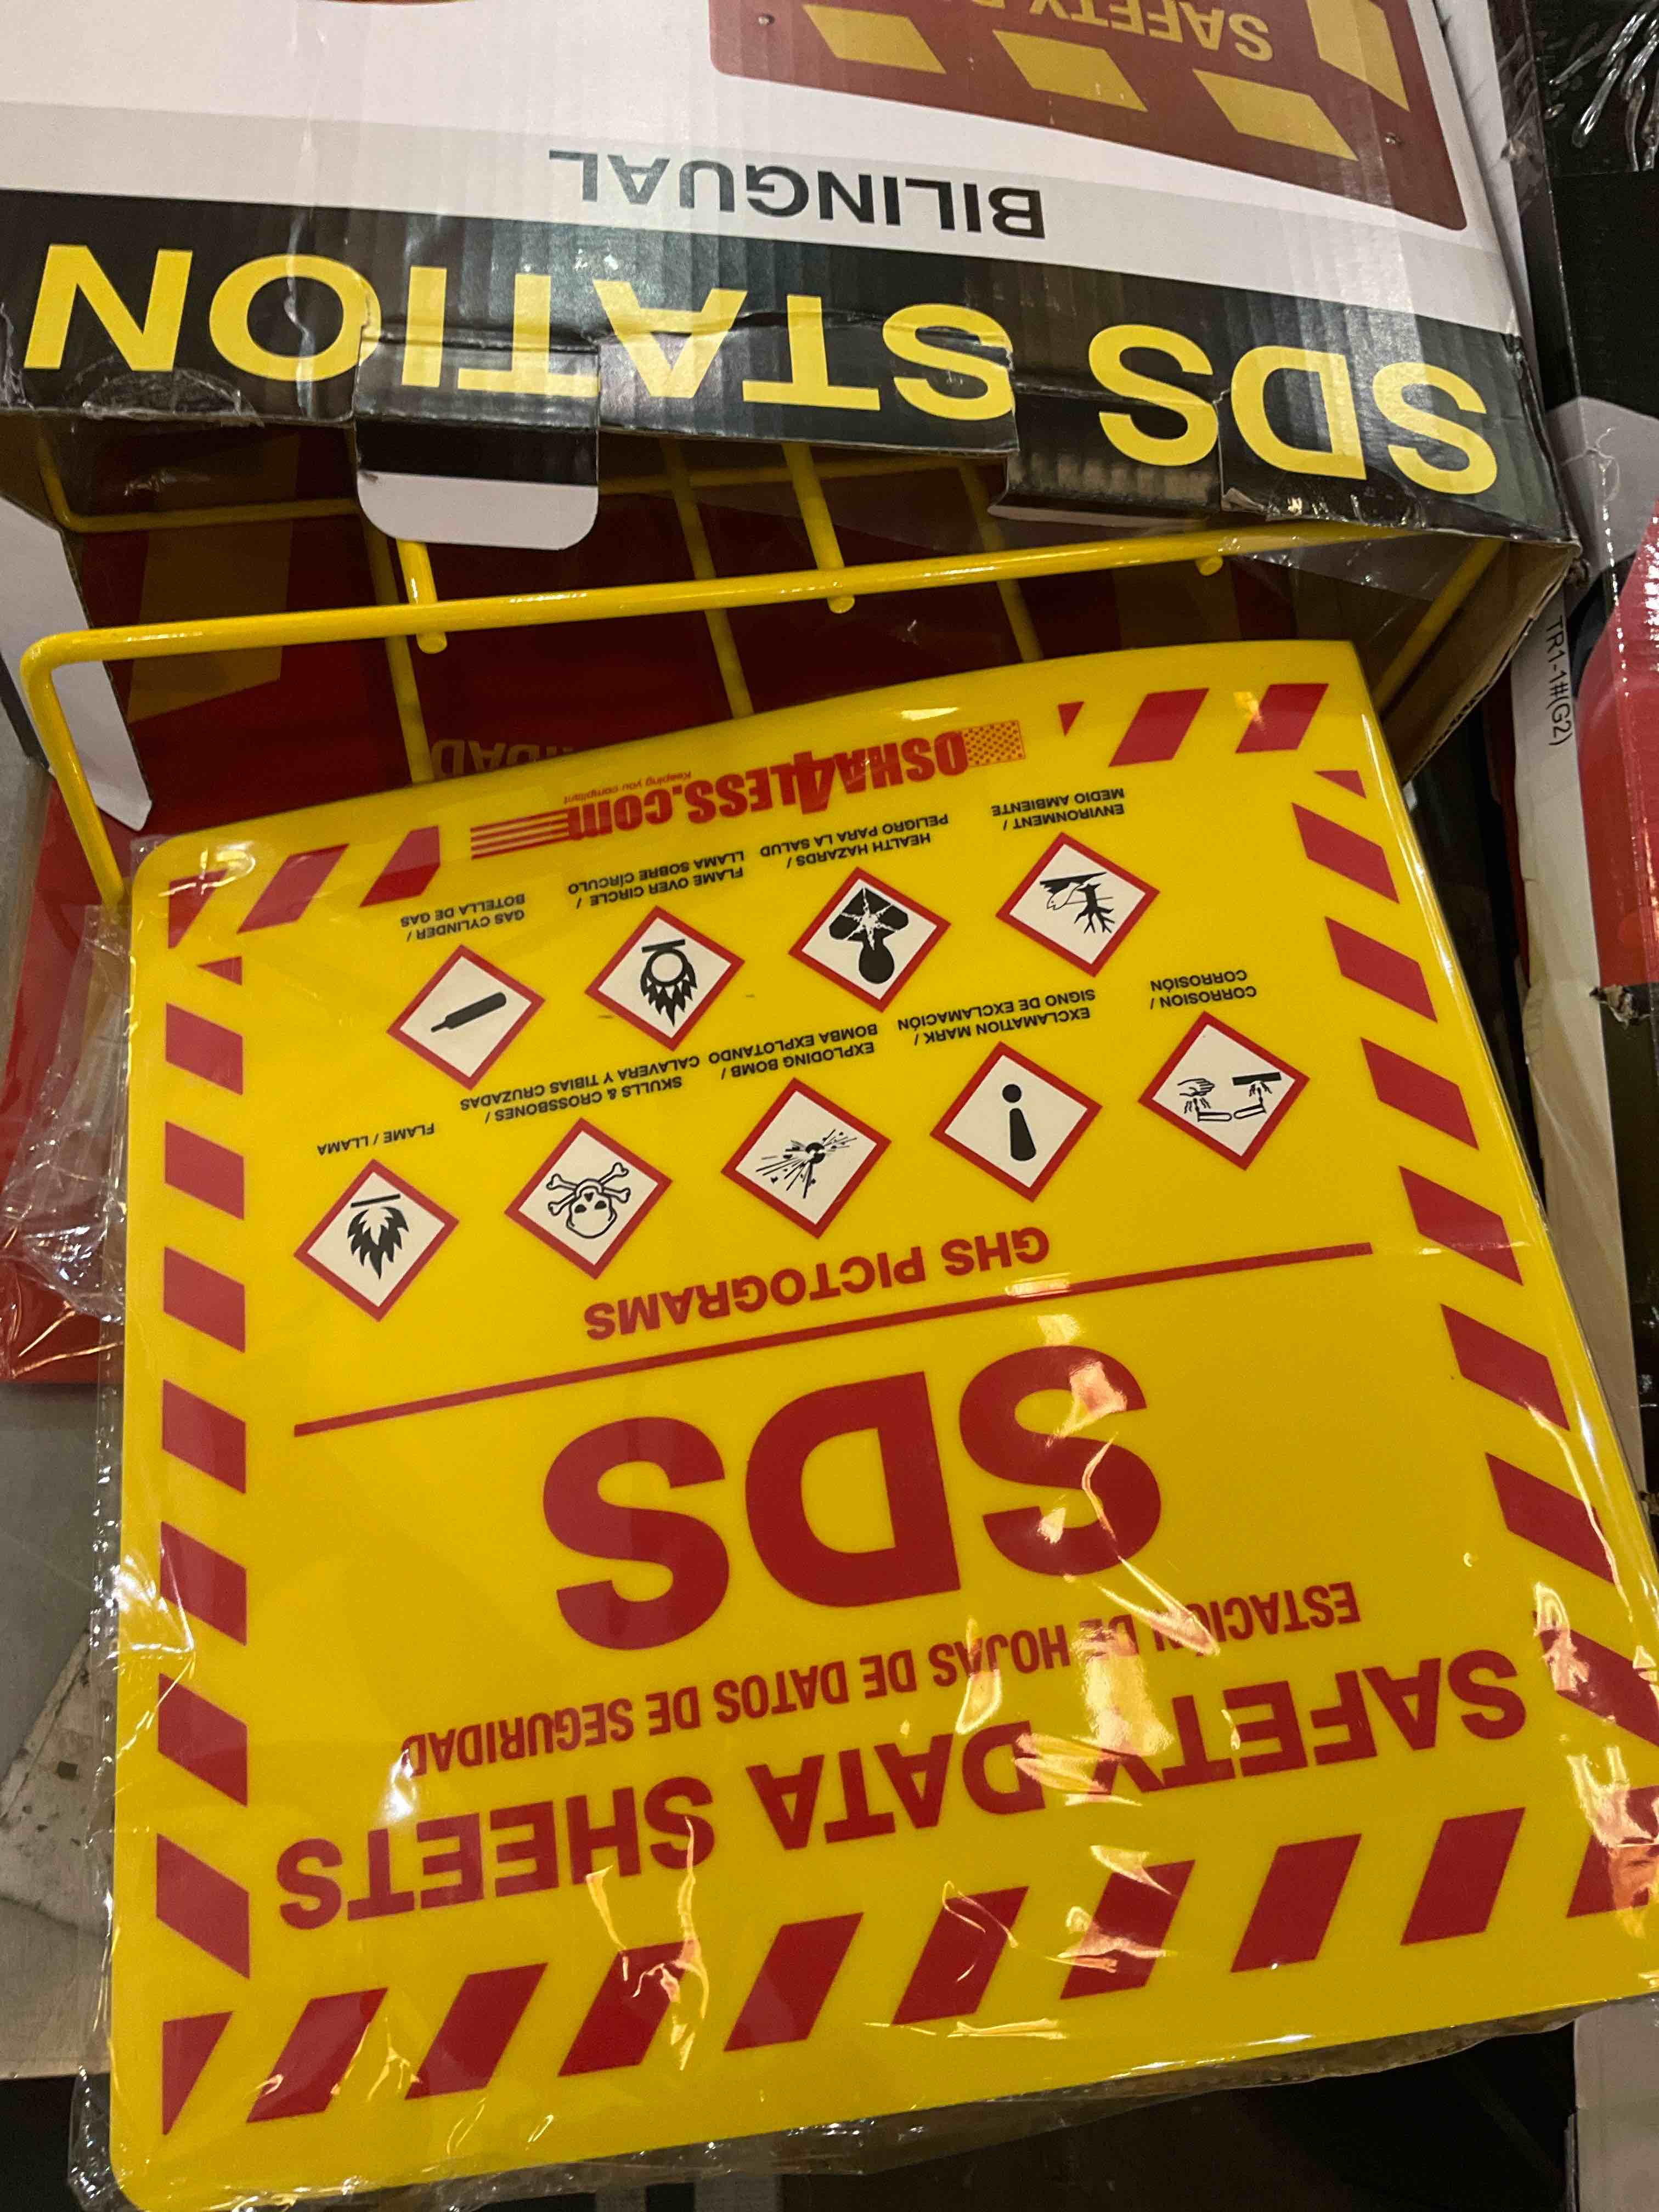 SAFETY DATA SHEETS
ESTACIÓN DE HOJAS DE DATOS DE SEGURIDAD
SDS
GHS PICTOGRAMS
CORROSION /
CORROSIÓN
EXCLAMATION MARK /
SIGNO DE EXCLAMACIÓN
EXPLODING BOMB /
BOMBA EXPLOTANDO
SKULLS & CROSSBONES /
CALAVERA Y TIBIAS CRUZADAS
FLAME / LLAMA
ENVIRONMENT /
MEDIO AMBIENTE
HEALTH HAZARDS /
PELIGRO PARA LA SALUD
FLAME OVER CIRCLE /
LLAMA SOBRE CÍRCULO
GAS CYLINDER /
BOTELLA DE GAS
OSHA4LESS.com
Keeping you compliant
SDS STATION
BILINGUAL
SAFETY
TR1-1#(G2)